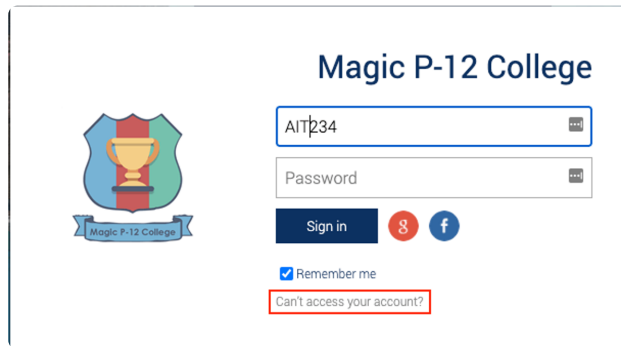 Magic P-12 College
AIT234
Password
Magic P-12 College
Sign in
g
f
Remember me
Can't access your account?